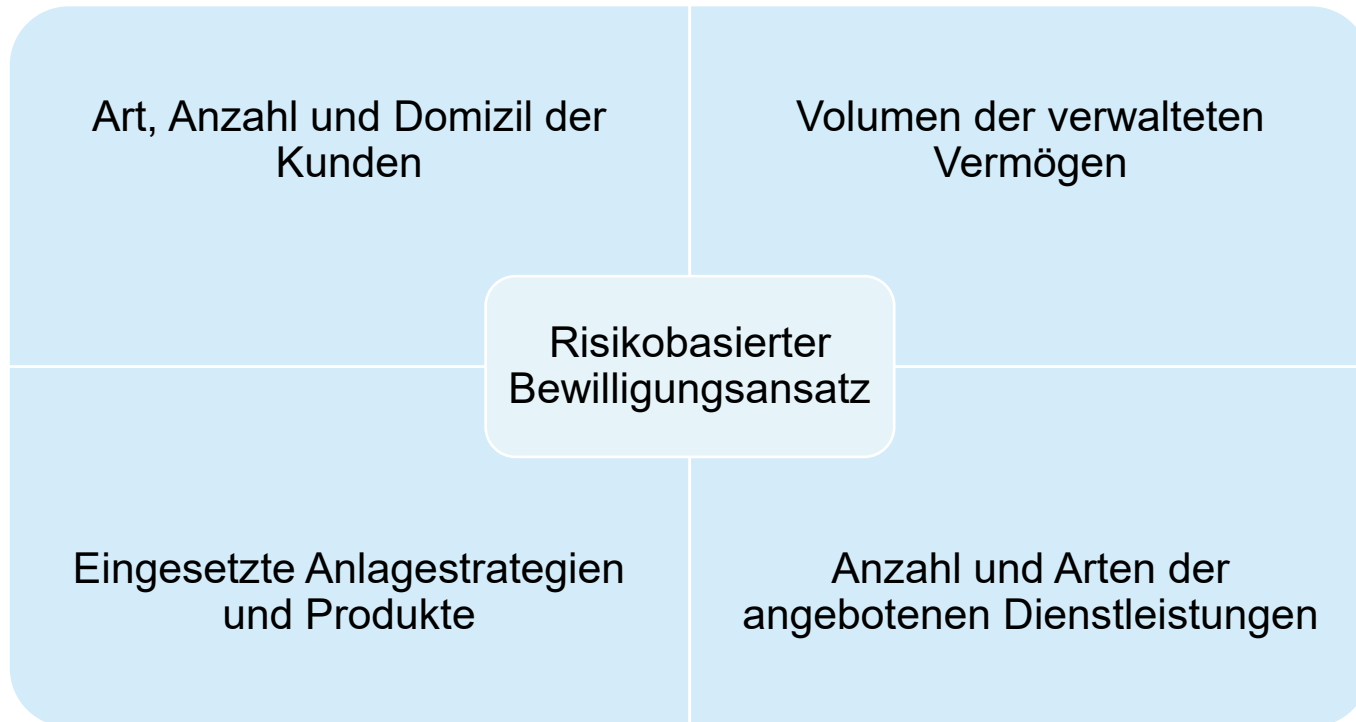 Art, Anzahl und Domizil der
Kunden
Volumen der verwalteten
Vermögen
Risikobasierter
Bewilligungsansatz
Eingesetzte Anlagestrategien
und Produkte
Anzahl und Arten der
angebotenen Dienstleistungen